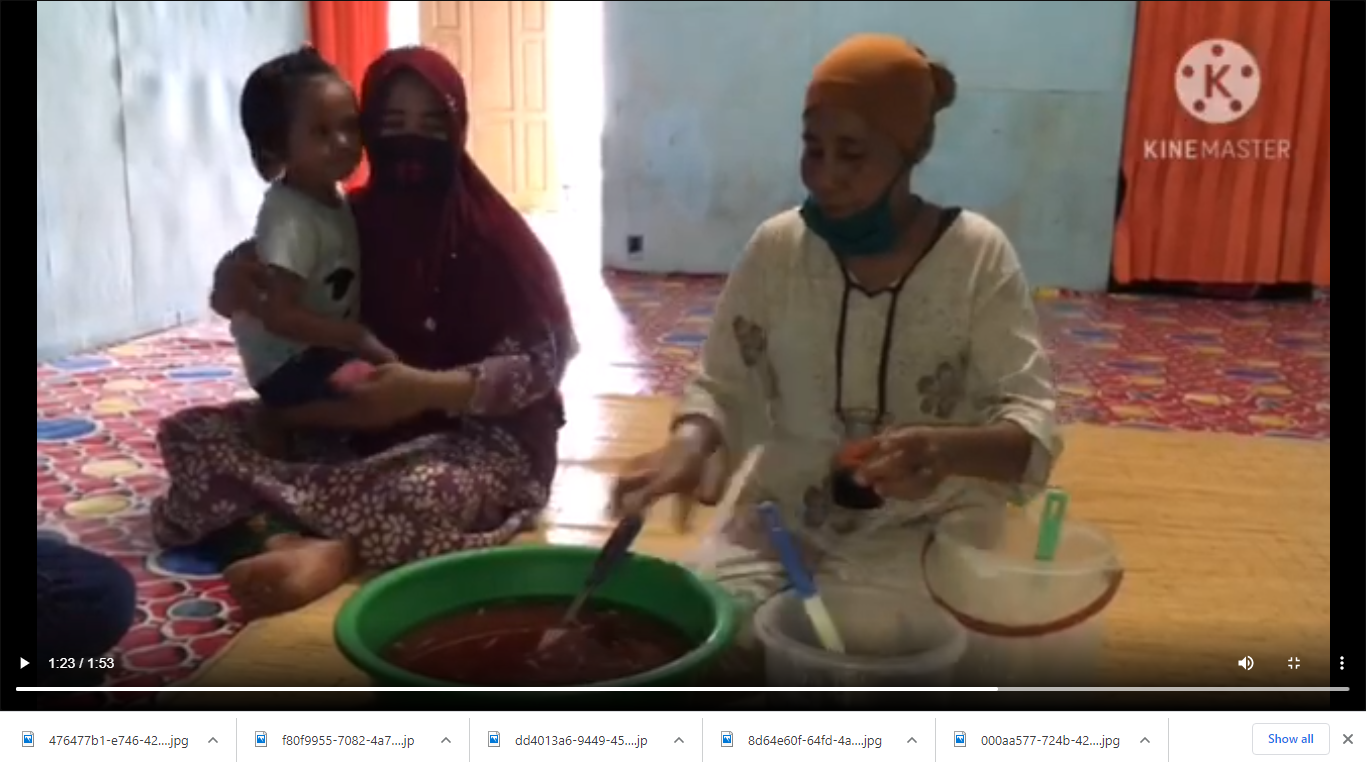 K
KINEMASTER
1:23 / 1:53
476477b1-e746-42....jpg
f80f9955-7082-4a7....jp
dd4013a6-9449-45....jp
8d64e60f-64fd-4a....jpg
000aa577-724b-42....jpg
Show all